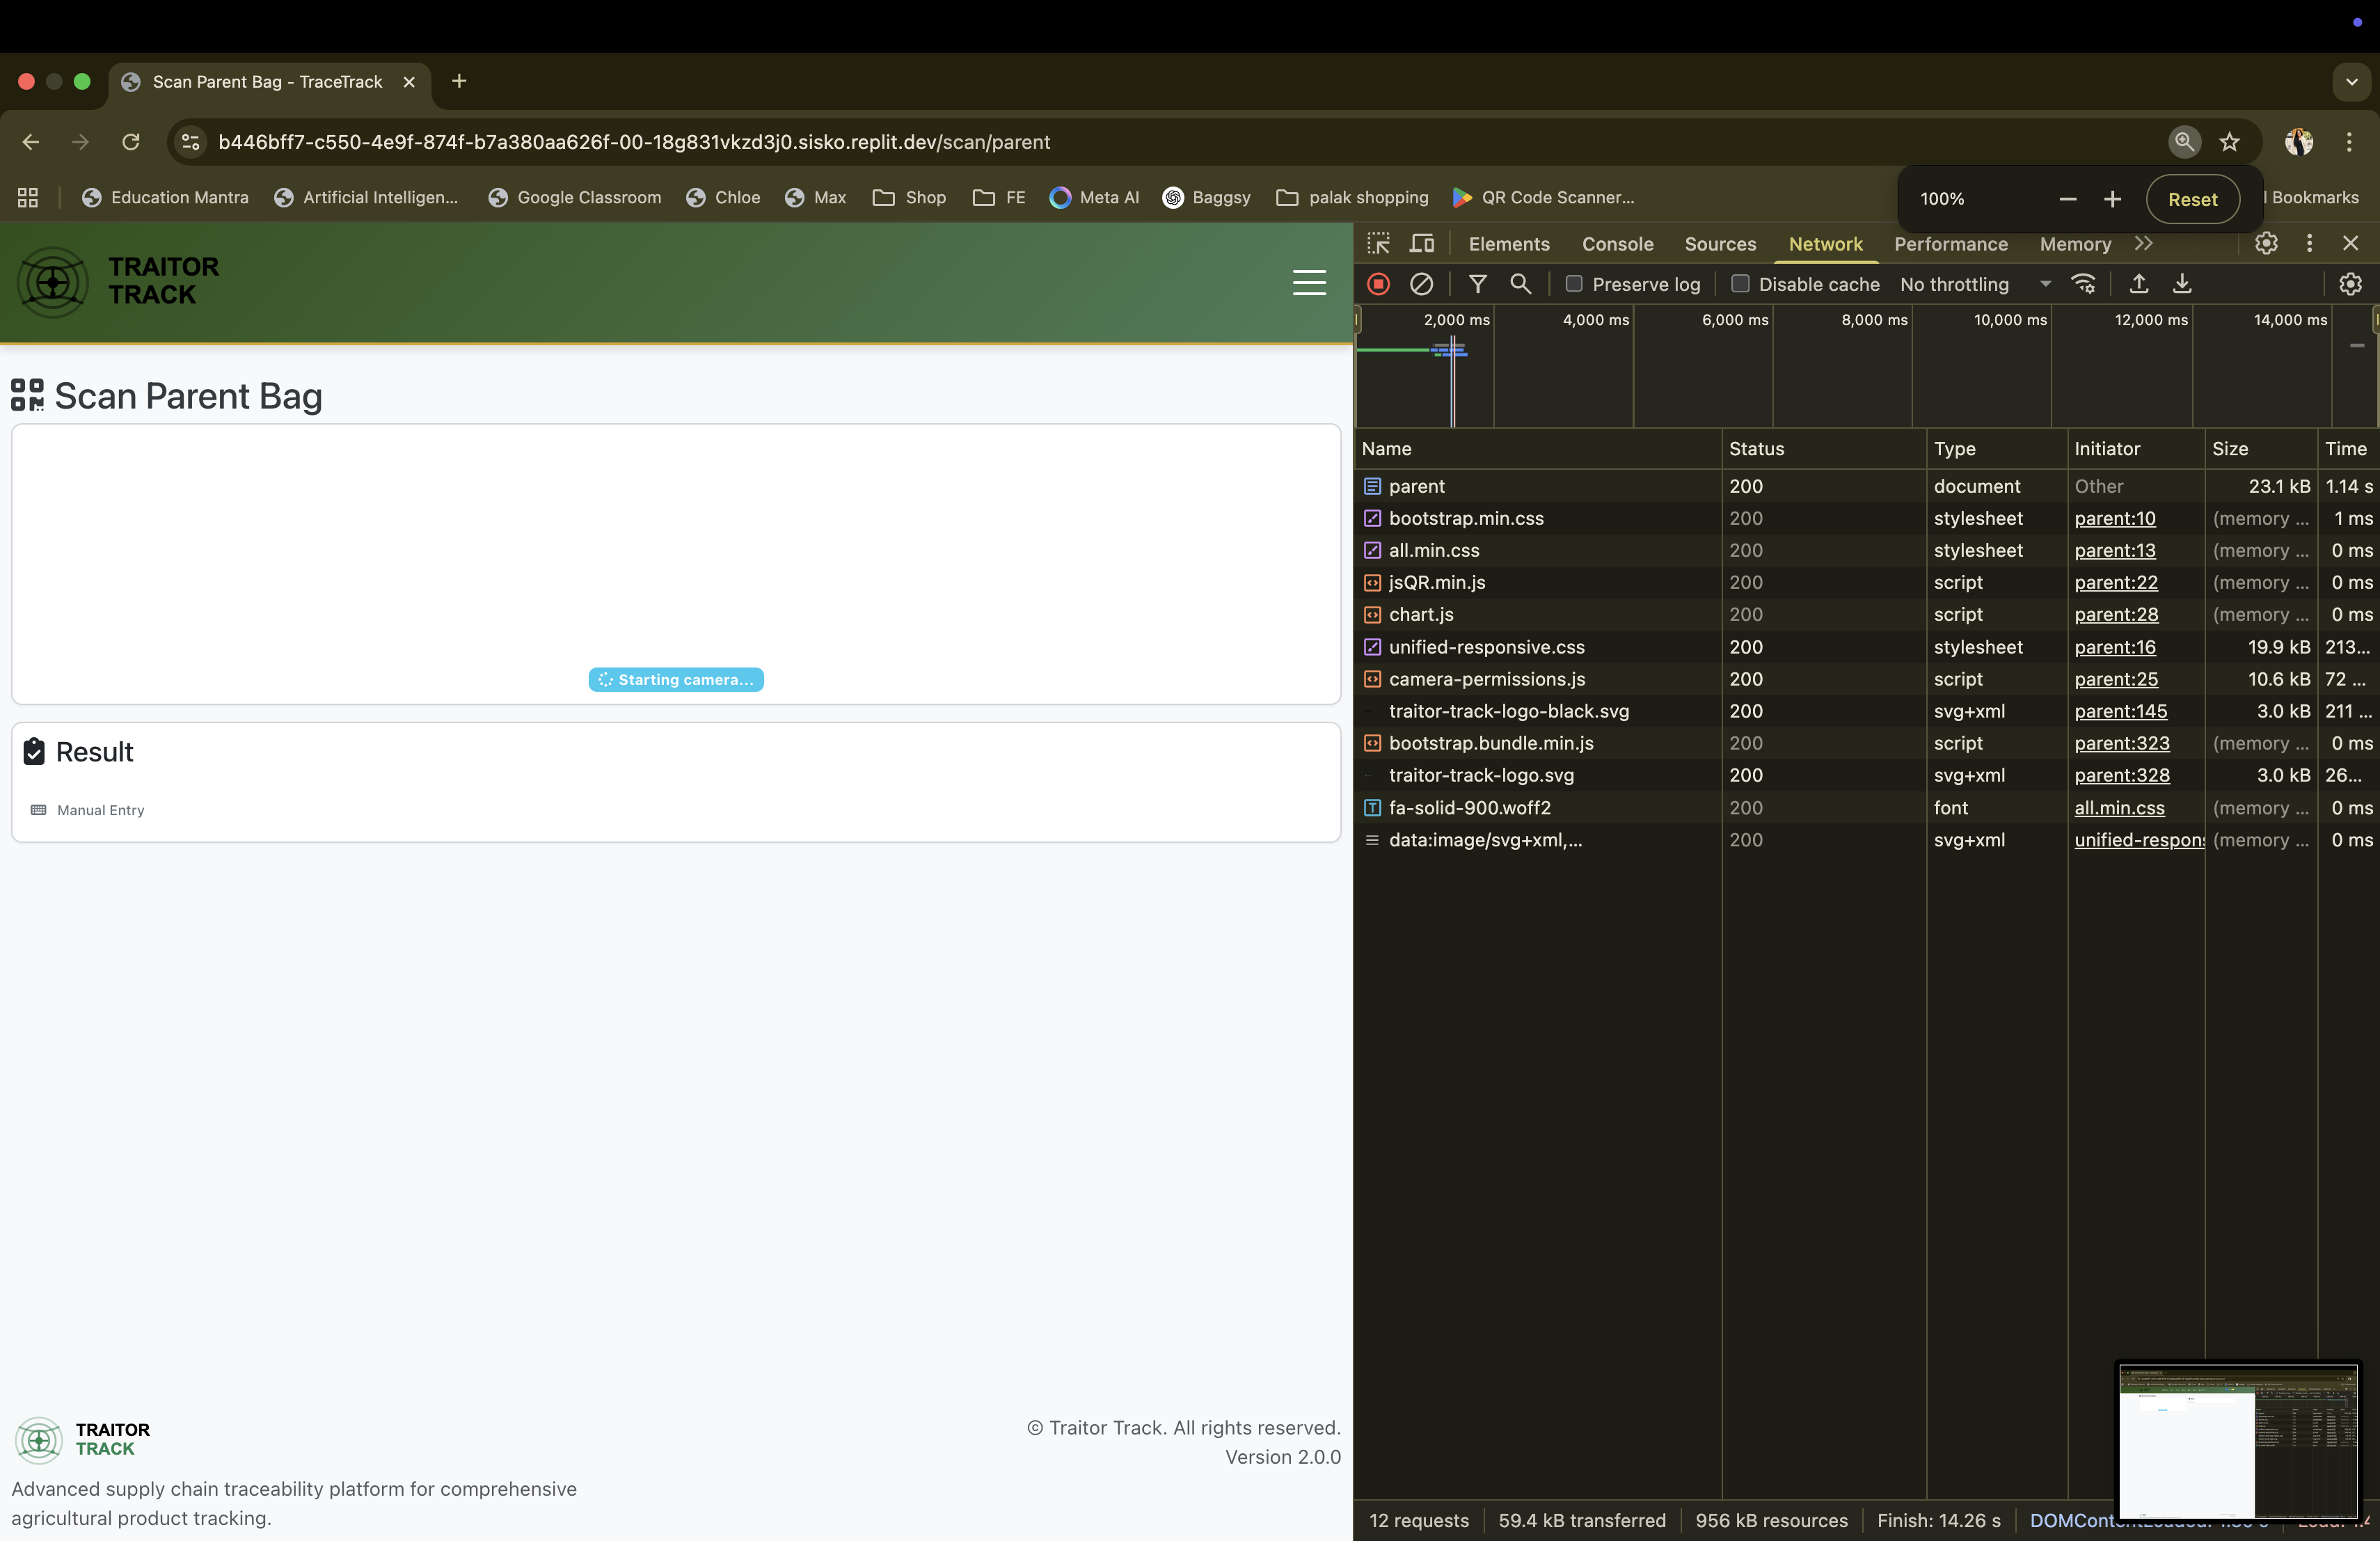 Scan Parent Bag - TraceTrack
b446bff7-c550-4e9f-874f-b7a380aa626f-00-18g831vkzd3j0.sisko.replit.dev/scan/parent
Education Mantra
Artificial Intelligen...
Google Classroom
Chloe
Max
Shop
FE
Meta AI
Baggsy
palak shopping
QR Code Scanner...
100%
Reset
Bookmarks
TRAITOR
TRACK
Scan Parent Bag
Starting camera...
Result
Manual Entry
TRAITOR
TRACK
Advanced supply chain traceability platform for comprehensive
agricultural product tracking.
© Traitor Track. All rights reserved.
Version 2.0.0
Elements Console Sources Network Performance Memory
Preserve log Disable cache No throttling
2,000 ms 4,000 ms 6,000 ms 8,000 ms 10,000 ms 12,000 ms 14,000 ms
Name Status Type Initiator Size Time
parent 200 document Other 23.1 kB 1.14 s
bootstrap.min.css 200 stylesheet parent:10 (memory ... 1 ms
all.min.css 200 stylesheet parent:13 (memory ... 0 ms
jsQR.min.js 200 script parent:22 (memory ... 0 ms
chart.js 200 script parent:28 (memory ... 0 ms
unified-responsive.css 200 stylesheet parent:16 19.9 kB 213...
camera-permissions.js 200 script parent:25 10.6 kB 72 ...
traitor-track-logo-black.svg 200 svg+xml parent:145 3.0 kB 211 ...
bootstrap.bundle.min.js 200 script parent:323 (memory ... 0 ms
traitor-track-logo.svg 200 svg+xml parent:328 3.0 kB 26...
fa-solid-900.woff2 200 font all.min.css (memory ... 0 ms
data:image/svg+xml,... 200 svg+xml unified-respons (memory ... 0 ms
12 requests 59.4 kB transferred 956 kB resources Finish: 14.26 s